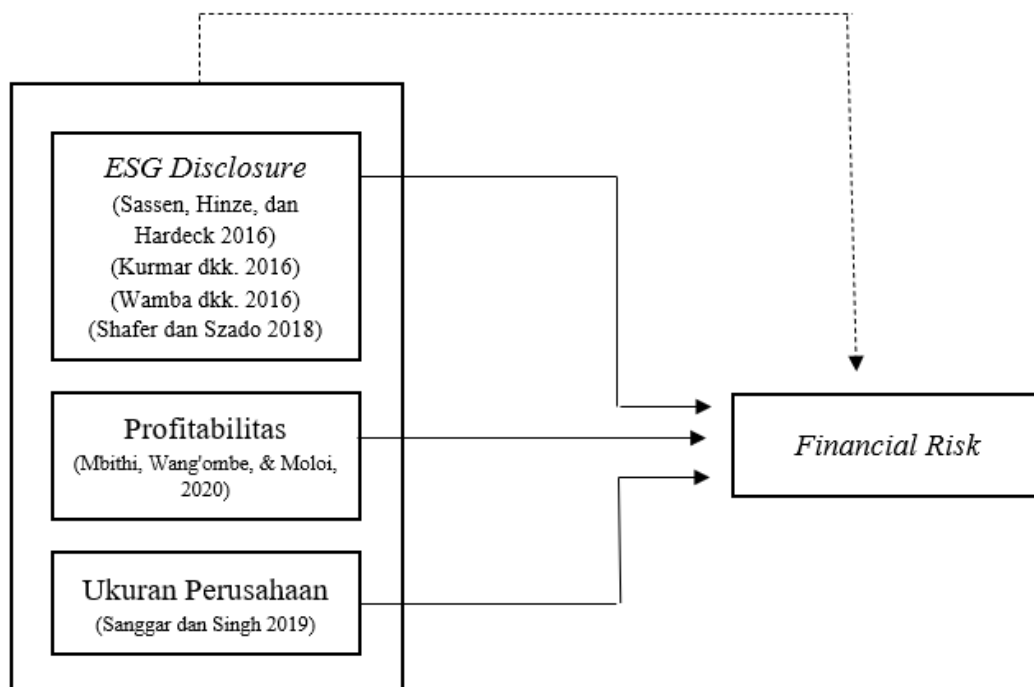 ESG Disclosure
(Sassen, Hinze, dan
Hardeck 2016)
(Kurmar dkk. 2016)
(Wamba dkk. 2016)
(Shafer dan Szado 2018)
Profitabilitas
(Mbithi, Wang'ombe, & Moloi,
2020)
Ukuran Perusahaan
(Sanggar dan Singh 2019)
Financial Risk